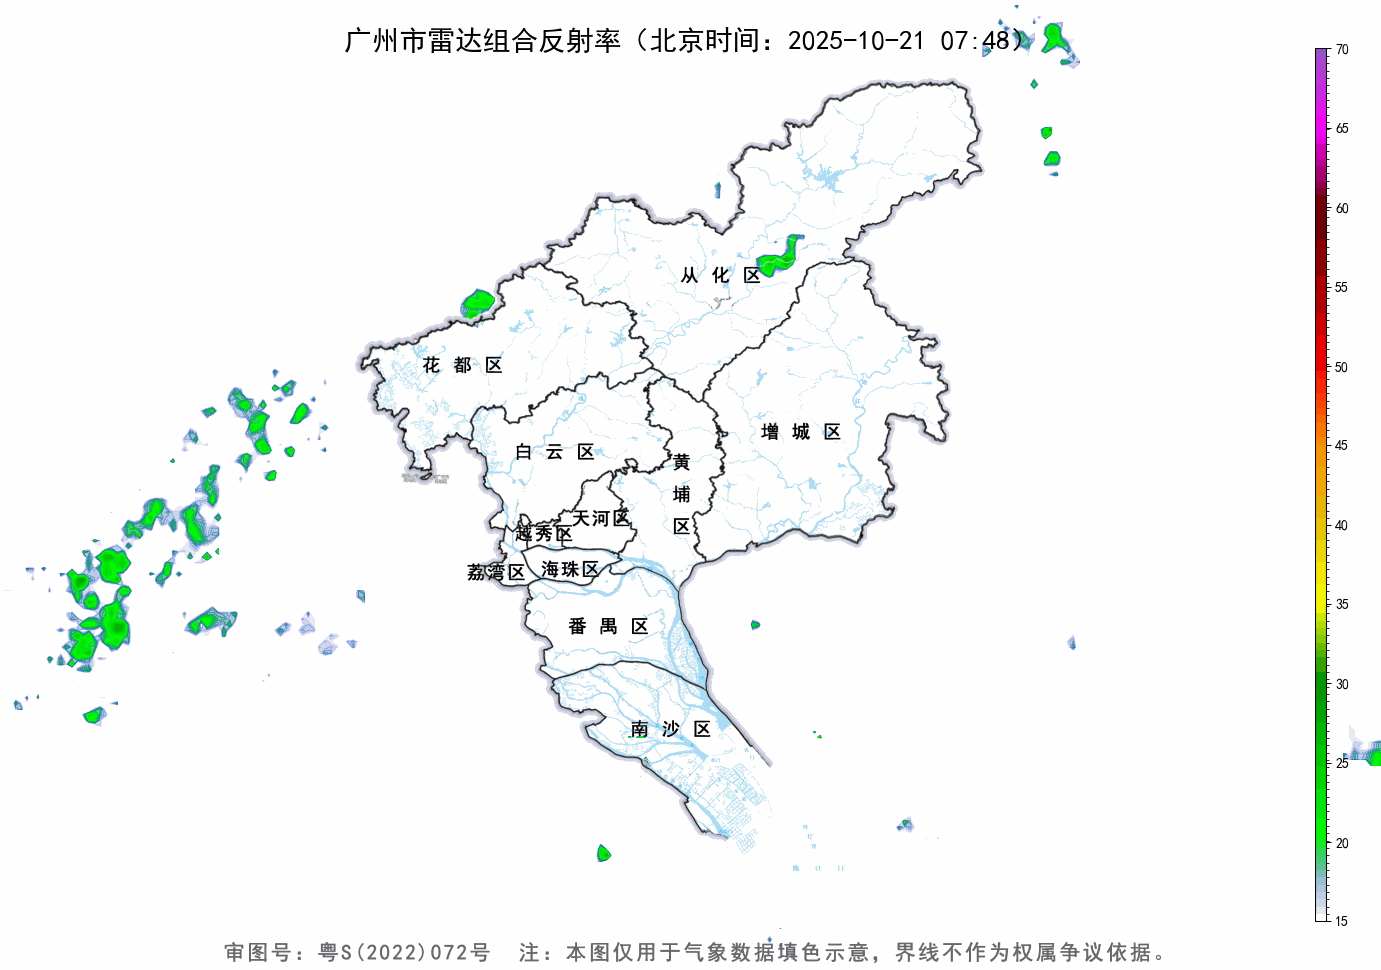 广州市雷达组合反射率（北京时间：2025-10-21 07:48）
70
65
60
55
50
45
40
35
30
25
20
15
从化区
花都区
增城区
白云区
黄埔区
天河区
越秀区
荔湾区
海珠区
番禺区
南沙区
审图号：粤S(2022)072号 注：本图仅用于气象数据填色示意，界线不作为权属争议依据。